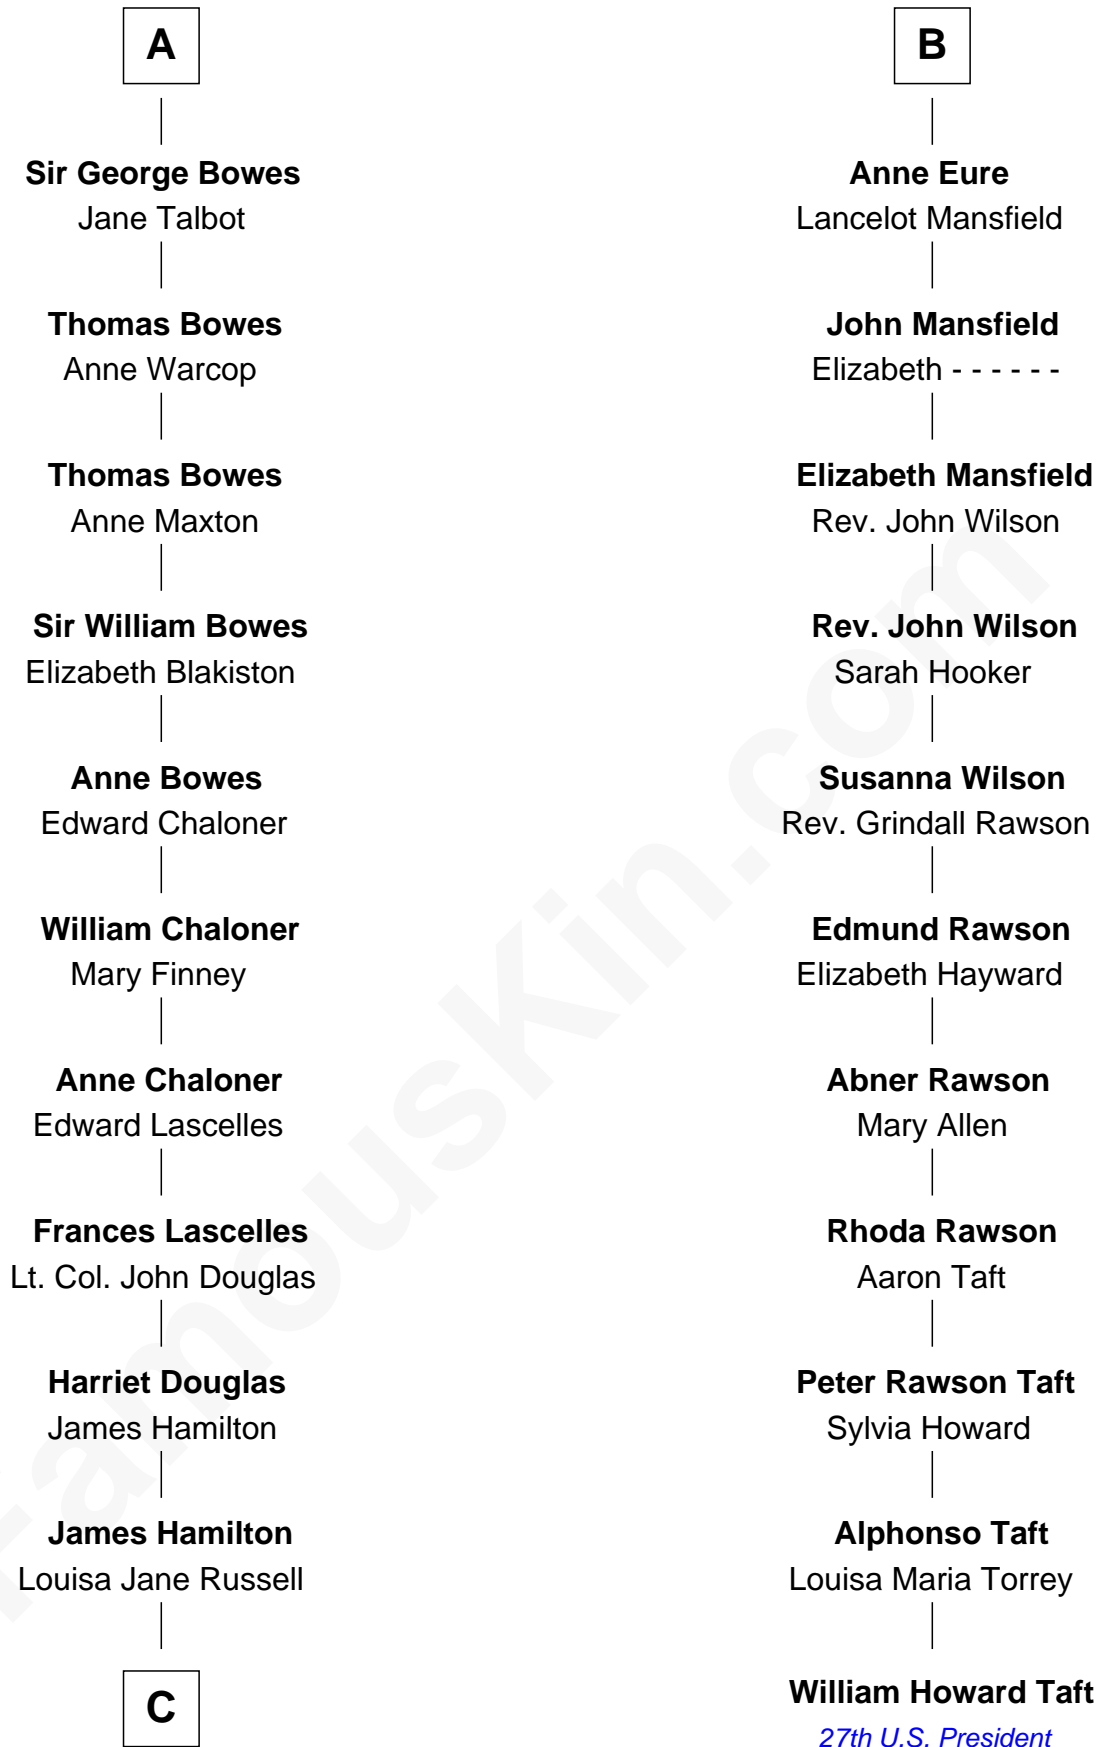 A
Sir George Bowes
Jane Talbot
Thomas Bowes
Anne Warcop
Thomas Bowes
Anne Maxton
Sir William Bowes
Elizabeth Blakiston
Anne Bowes
Edward Chaloner
William Chaloner
Mary Finney
Anne Chaloner
Edward Lascelles
Frances Lascelles
Lt. Col. John Douglas
Harriet Douglas
James Hamilton
James Hamilton
Louisa Jane Russell
C
B
Anne Eure
Lancelot Mansfield
John Mansfield
Elizabeth - - - - - -
Elizabeth Mansfield
Rev. John Wilson
Rev. John Wilson
Sarah Hooker
Susanna Wilson
Rev. Grindall Rawson
Edmund Rawson
Elizabeth Hayward
Abner Rawson
Mary Allen
Rhoda Rawson
Aaron Taft
Peter Rawson Taft
Sylvia Howard
Alphonso Taft
Louisa Maria Torrey
William Howard Taft
27th U.S. President
FamousKin.com